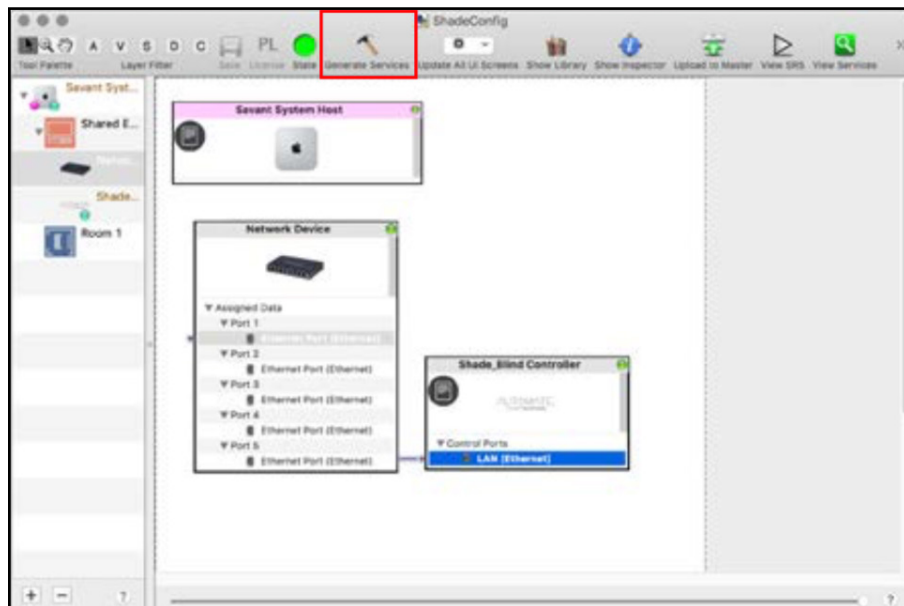 ShadeConfig
A V S D C PL
Tool Palette Layer Filter Save License State Generate Services Update All UI Screens Show Library Show Inspector Upload to Master View SRS View Services
Savant Syst...
Shared E...
Shade...
Room 1
Savant System Host
Network Device
Assigned Data
Port 1
Ethernet Port (Ethernet)
Port 2
Ethernet Port (Ethernet)
Port 3
Ethernet Port (Ethernet)
Port 4
Ethernet Port (Ethernet)
Port 5
Ethernet Port (Ethernet)
Shade_Blind Controller
AUTOMATE
Control Ports
LAN (Ethernet)
+ − ?
?